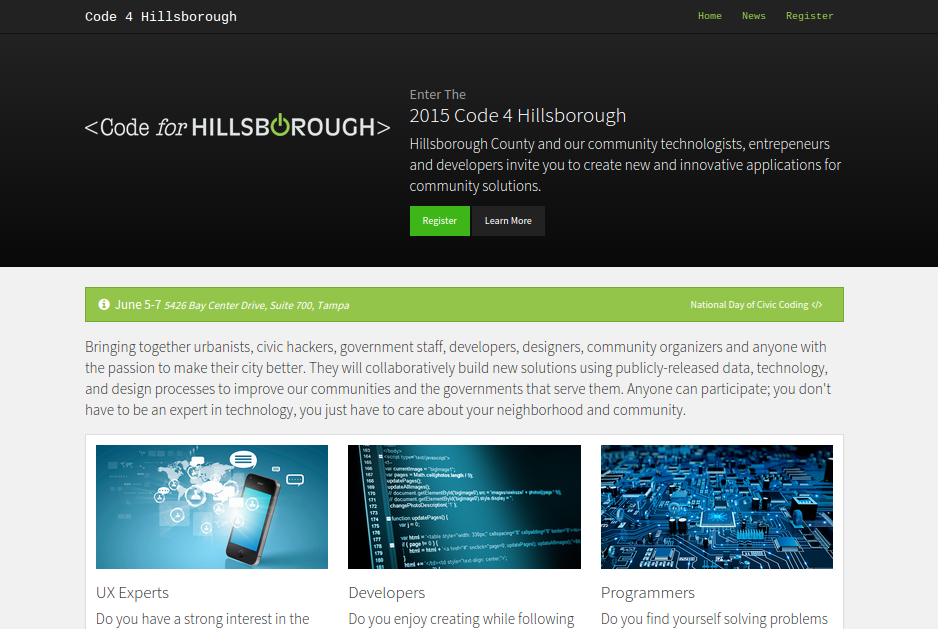 Code 4 Hillsborough
Home News Register
<Code for HILLSBOROUGH>
Enter The
2015 Code 4 Hillsborough
Hillsborough County and our community technologists, entrepeneurs
and developers invite you to create new and innovative applications for
community solutions.
Register Learn More
June 5-7 5426 Bay Center Drive, Suite 700, Tampa
National Day of Civic Coding </>
Bringing together urbanists, civic hackers, government staff, developers, designers, community organizers and anyone with
the passion to make their city better. They will collaboratively build new solutions using publicly-released data, technology,
and design processes to improve our communities and the governments that serve them. Anyone can participate; you don't
have to be an expert in technology, you just have to care about your neighborhood and community.
UX Experts
Do you have a strong interest in the
Developers
Do you enjoy creating while following
Programmers
Do you find yourself solving problems